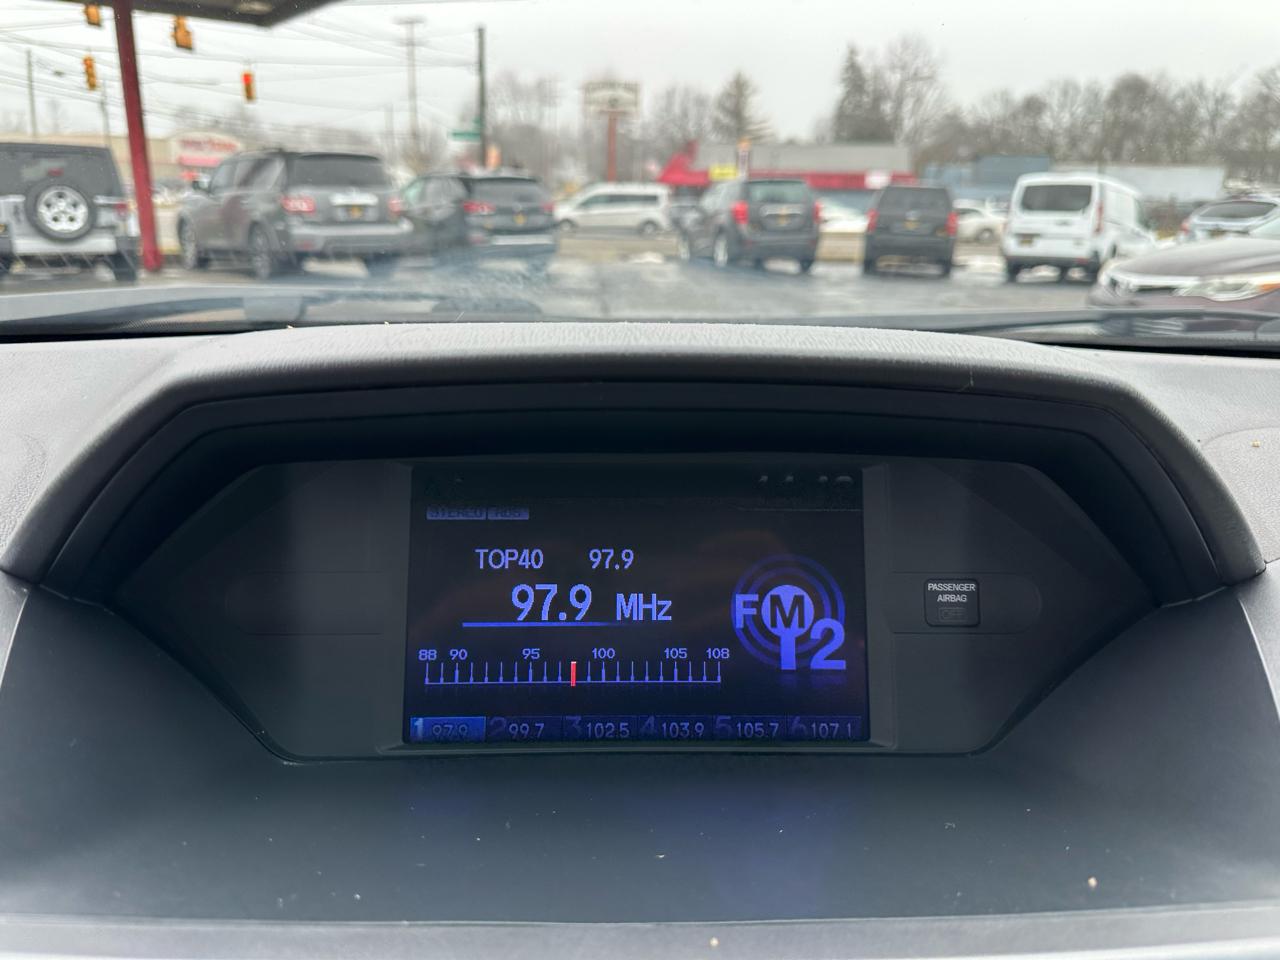 STEREO RDS
TOP40 97.9
97.9 MHz
FM2
88 90 95 100 105 108
1 97.9 2 99.7 3 102.5 4 103.9 5 105.7 6 107.1
PASSENGER
AIRBAG
OFF